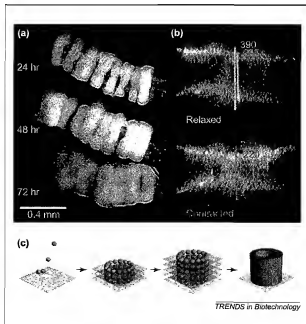 (a)
(b)
24 hr
390
Relaxed
48 hr
72 hr
0.4 mm
Contracted
(c)
TRENDS in Biotechnology